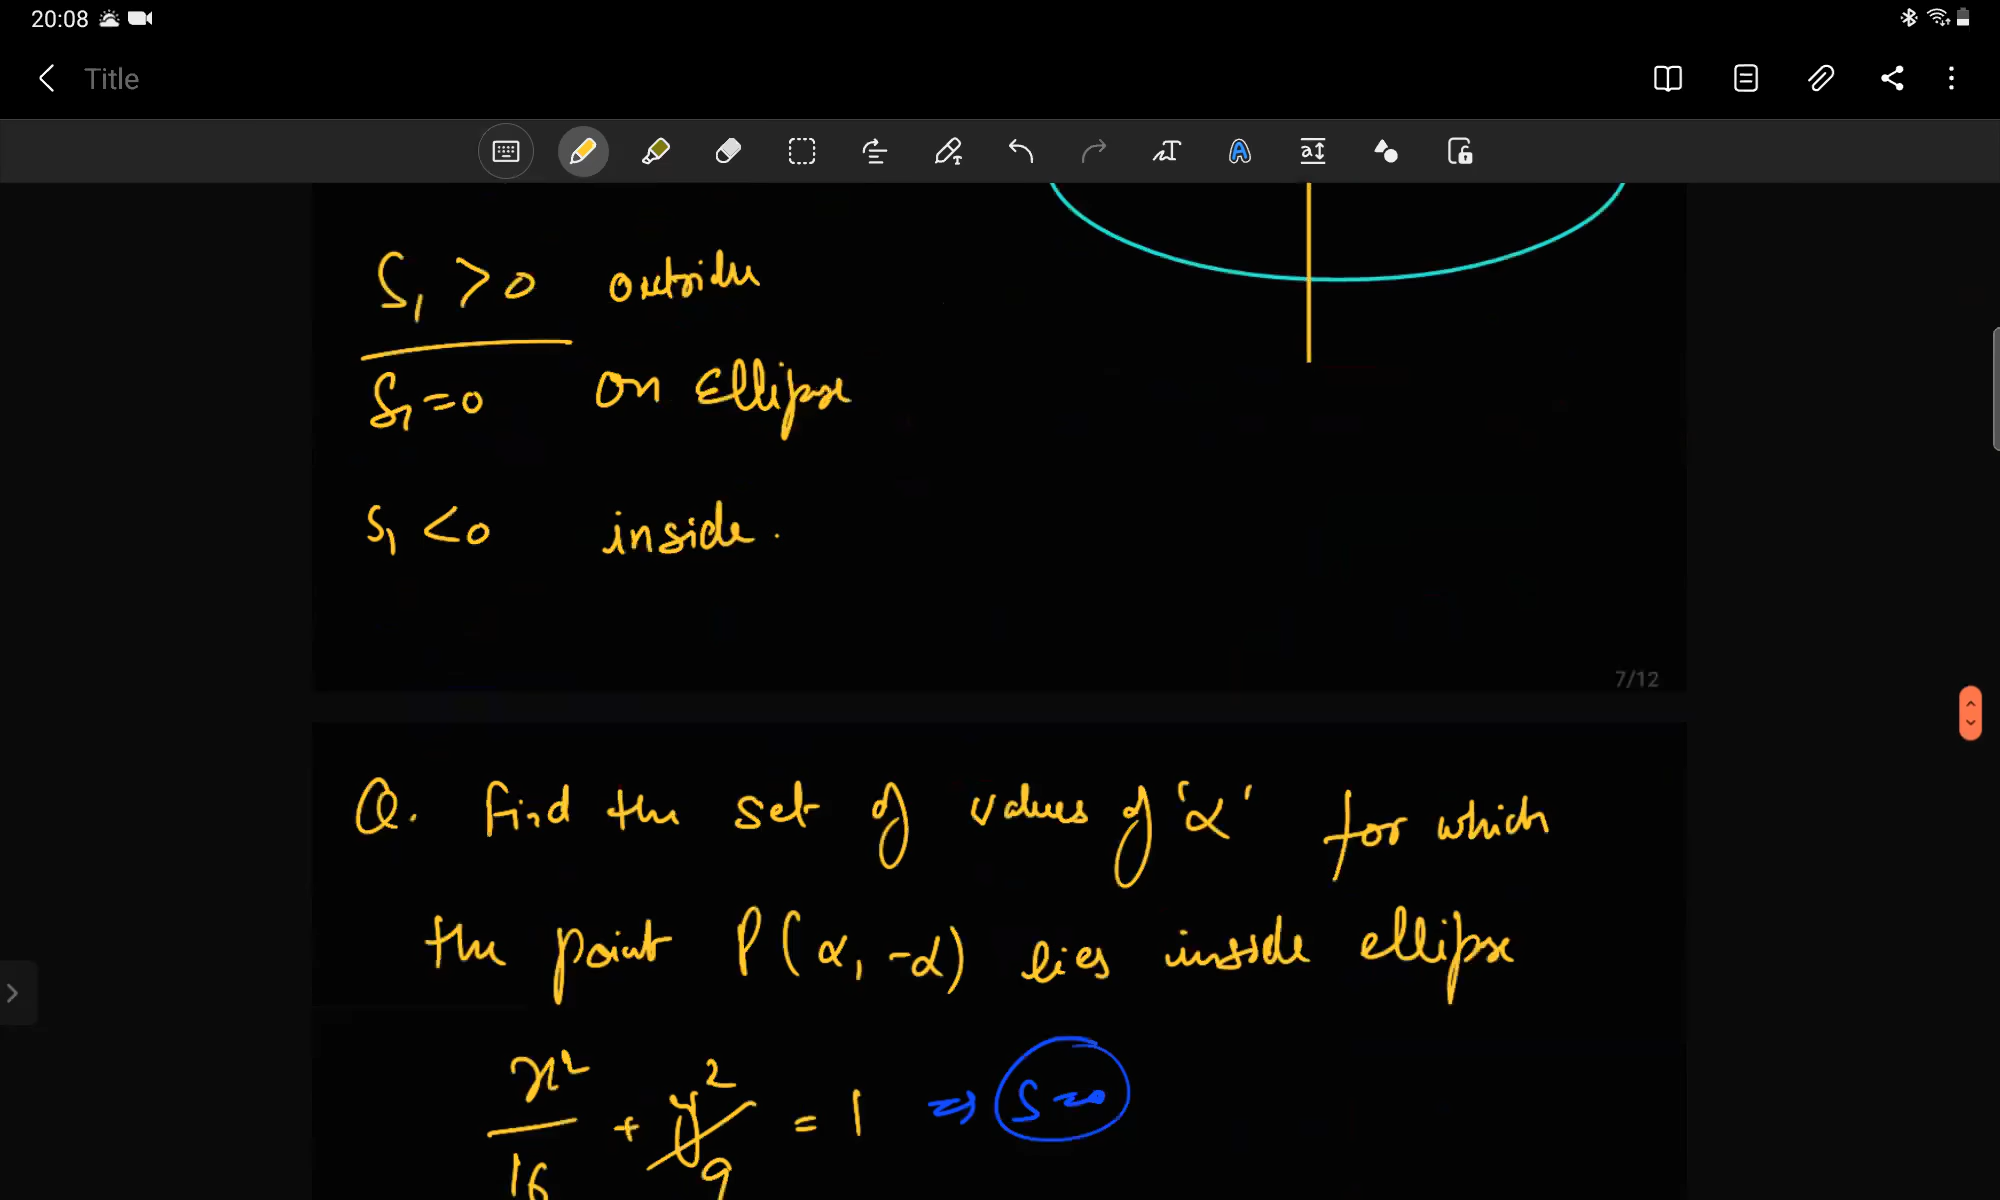 20:08
Title
S₁ > 0 outside
S₁ = 0 on Ellipse
S₁ < 0 inside.
7/12
Q. Find the set of values of 'α' for which
the point P(α, -α) lies inside ellipse
x²/16 + y²/9 = 1 ⇒ S=0